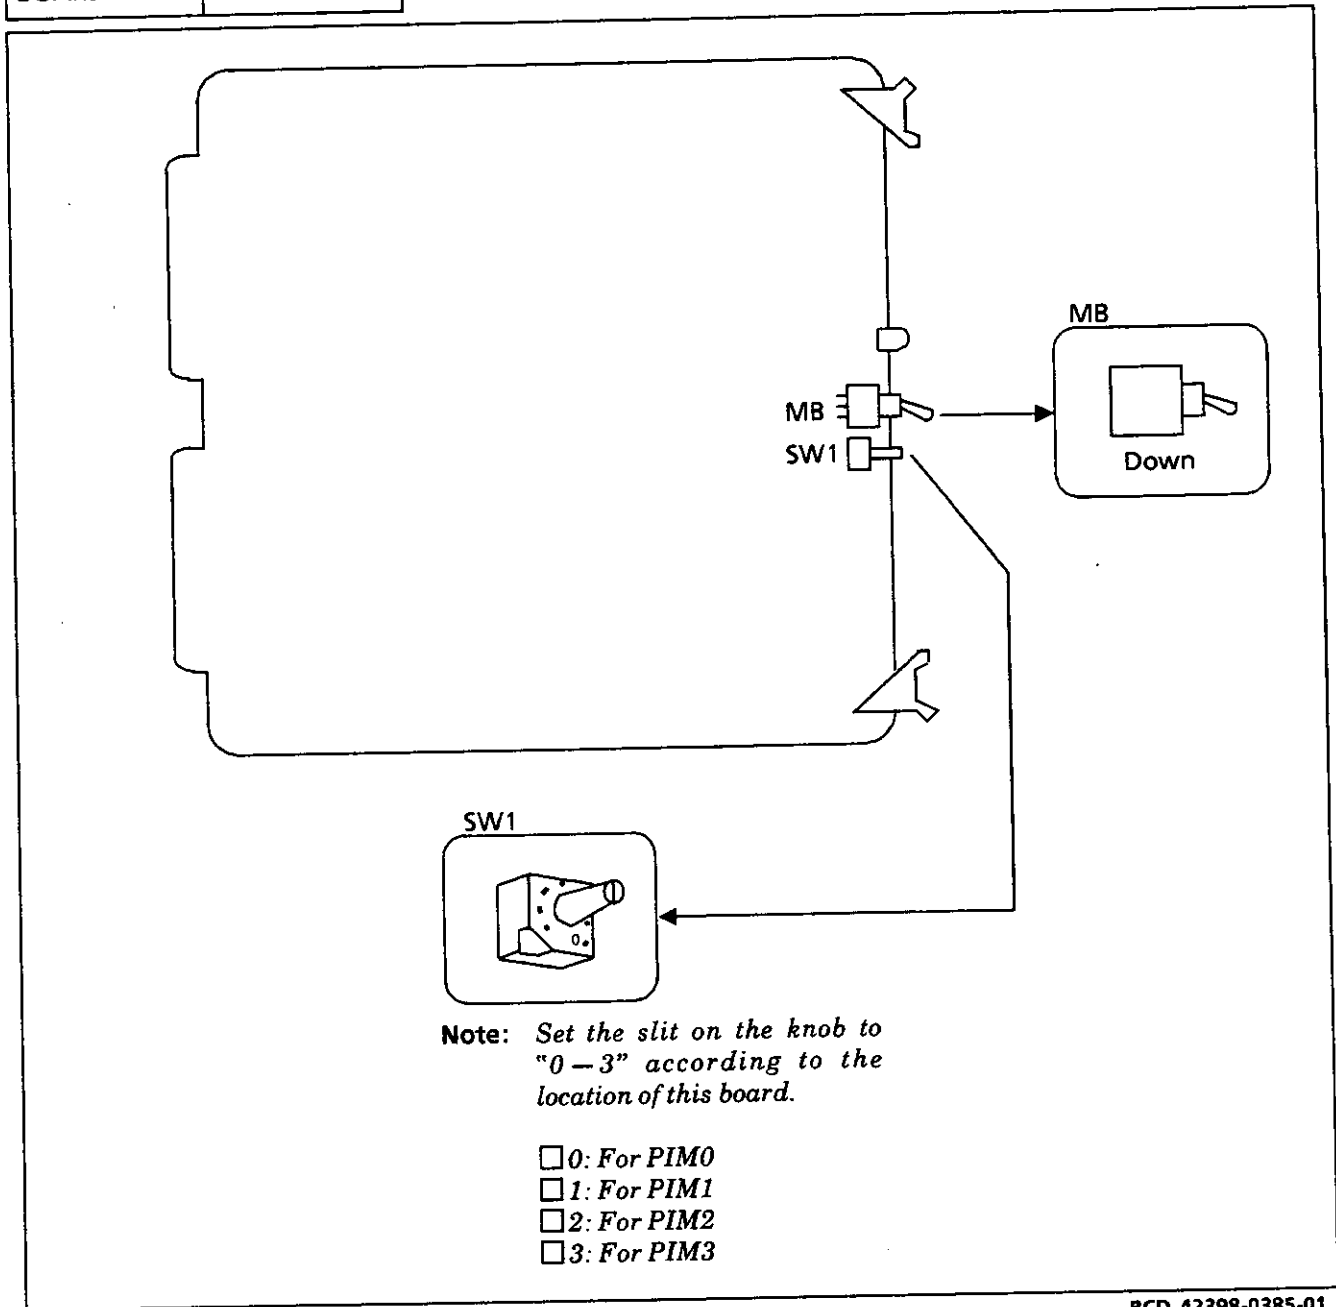 MB
MB
SW1
Down
SW1
0
Note: Set the slit on the knob to
"0 – 3" according to the
location of this board.
☐ 0: For PIM0
☐ 1: For PIM1
☐ 2: For PIM2
☐ 3: For PIM3